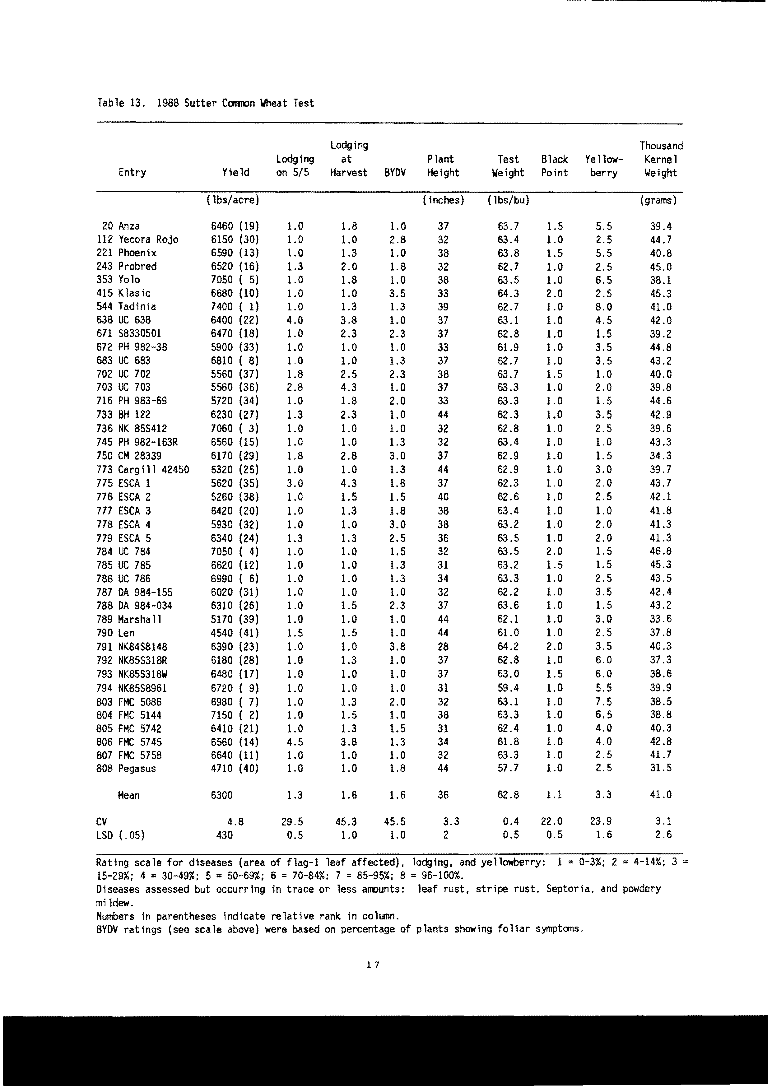 Table 13. 1988 Sutter Common Wheat Test
Lodging Thousand
Lodging at Plant Test Black Yellow- Kernel
Entry Yield on 5/5 Harvest BYDV Height Weight Point berry Weight
(lbs/acre) (inches) (lbs/bu) (grams)
20 Anza 6460 (19) 1.0 1.8 1.0 37 63.7 1.5 5.5 39.4
112 Yecora Rojo 6150 (30) 1.0 1.0 2.8 32 63.4 1.0 2.5 44.7
221 Phoenix 6590 (13) 1.0 1.3 1.0 38 63.8 1.5 5.5 40.8
243 Probred 6520 (16) 1.3 2.0 1.8 32 62.7 1.0 2.5 45.0
353 Yolo 7050 ( 5) 1.0 1.8 1.0 38 63.5 1.0 6.5 38.1
415 Klasic 6680 (10) 1.0 1.0 3.5 33 64.3 2.0 2.5 45.3
544 Tadinia 7400 ( 1) 1.0 1.3 1.3 39 62.7 1.0 8.0 41.0
638 UC 638 6400 (22) 4.0 3.8 1.0 37 63.1 1.0 4.5 42.0
671 S8330501 6470 (18) 1.0 2.3 2.3 37 62.8 1.0 1.5 39.2
672 PH 982-38 5900 (33) 1.0 1.0 1.0 33 61.9 1.0 3.5 44.8
683 UC 683 6810 ( 8) 1.0 1.0 1.3 37 62.7 1.0 3.5 43.2
702 UC 702 5560 (37) 1.8 2.5 2.3 38 63.7 1.5 1.0 40.0
703 UC 703 5560 (36) 2.8 4.3 1.0 37 63.3 1.0 2.0 39.8
716 PH 983-69 5720 (34) 1.0 1.8 2.0 33 63.3 1.0 1.5 44.6
733 BH 122 6230 (27) 1.3 2.3 1.0 44 62.3 1.0 3.5 42.9
736 NK 85S412 7060 ( 3) 1.0 1.0 1.0 32 62.8 1.0 2.5 39.6
745 PH 982-163R 6560 (15) 1.0 1.0 1.3 32 63.4 1.0 1.0 43.3
750 CM 28339 6170 (29) 1.8 2.8 3.0 37 62.9 1.0 1.5 34.3
773 Cargill 42450 6320 (25) 1.0 1.0 1.3 44 62.9 1.0 3.0 39.7
775 ESCA 1 5620 (35) 3.0 4.3 1.8 37 62.3 1.0 2.0 43.7
776 ESCA 2 5260 (38) 1.0 1.5 1.5 40 62.6 1.0 2.5 42.1
777 ESCA 3 6420 (20) 1.0 1.3 1.8 38 63.4 1.0 1.0 41.8
778 ESCA 4 5930 (32) 1.0 1.0 3.0 38 63.2 1.0 2.0 41.3
779 ESCA 5 6340 (24) 1.3 1.3 2.5 36 63.5 1.0 2.0 41.3
784 UC 784 7050 ( 4) 1.0 1.0 1.5 32 63.5 2.0 1.5 46.8
785 UC 785 6620 (12) 1.0 1.0 1.3 31 63.2 1.5 1.5 45.3
786 UC 786 6990 ( 6) 1.0 1.0 1.3 34 63.3 1.0 2.5 43.5
787 DA 984-155 6020 (31) 1.0 1.0 1.0 32 62.2 1.0 3.5 42.4
788 DA 984-034 6310 (26) 1.0 1.5 2.3 37 63.6 1.0 1.5 43.2
789 Marshall 5170 (39) 1.0 1.0 1.0 44 62.1 1.0 3.0 33.6
790 Len 4540 (41) 1.5 1.5 1.0 44 61.0 1.0 2.5 37.8
791 NK84S8148 6390 (23) 1.0 1.0 3.8 28 64.2 2.0 3.5 40.3
792 NK85S318R 6180 (28) 1.0 1.3 1.0 37 62.8 1.0 6.0 37.3
793 NK85S318W 6480 (17) 1.0 1.0 1.0 37 63.0 1.5 6.0 38.6
794 NK85S8961 6720 ( 9) 1.0 1.0 1.0 31 59.4 1.0 5.5 39.9
803 FMC 5086 6980 ( 7) 1.0 1.3 2.0 32 63.1 1.0 7.5 38.5
804 FMC 5144 7150 ( 2) 1.0 1.5 1.0 38 63.3 1.0 6.5 38.8
805 FMC 5742 6410 (21) 1.0 1.3 1.5 31 62.4 1.0 4.0 40.3
806 FMC 5745 6560 (14) 4.5 3.8 1.3 34 61.8 1.0 4.0 42.8
807 FMC 5758 6640 (11) 1.0 1.0 1.0 32 63.3 1.0 2.5 41.7
808 Pegasus 4710 (40) 1.0 1.0 1.8 44 57.7 1.0 2.5 31.5
Mean 6300 1.3 1.6 1.6 36 62.8 1.1 3.3 41.0
CV 4.8 29.5 45.3 45.5 3.3 0.4 22.0 23.9 3.1
LSD (.05) 430 0.5 1.0 1.0 2 0.5 0.5 1.6 2.6
Rating scale for diseases (area of flag-1 leaf affected), lodging, and yellowberry: 1 = 0-3%; 2 = 4-14%; 3 =
15-29%; 4 = 30-49%; 5 = 50-69%; 6 = 70-84%; 7 = 85-95%; 8 = 96-100%.
Diseases assessed but occurring in trace or less amounts: leaf rust, stripe rust, Septoria, and powdery
mildew.
Numbers in parentheses indicate relative rank in column.
BYDV ratings (see scale above) were based on percentage of plants showing foliar symptoms.
17